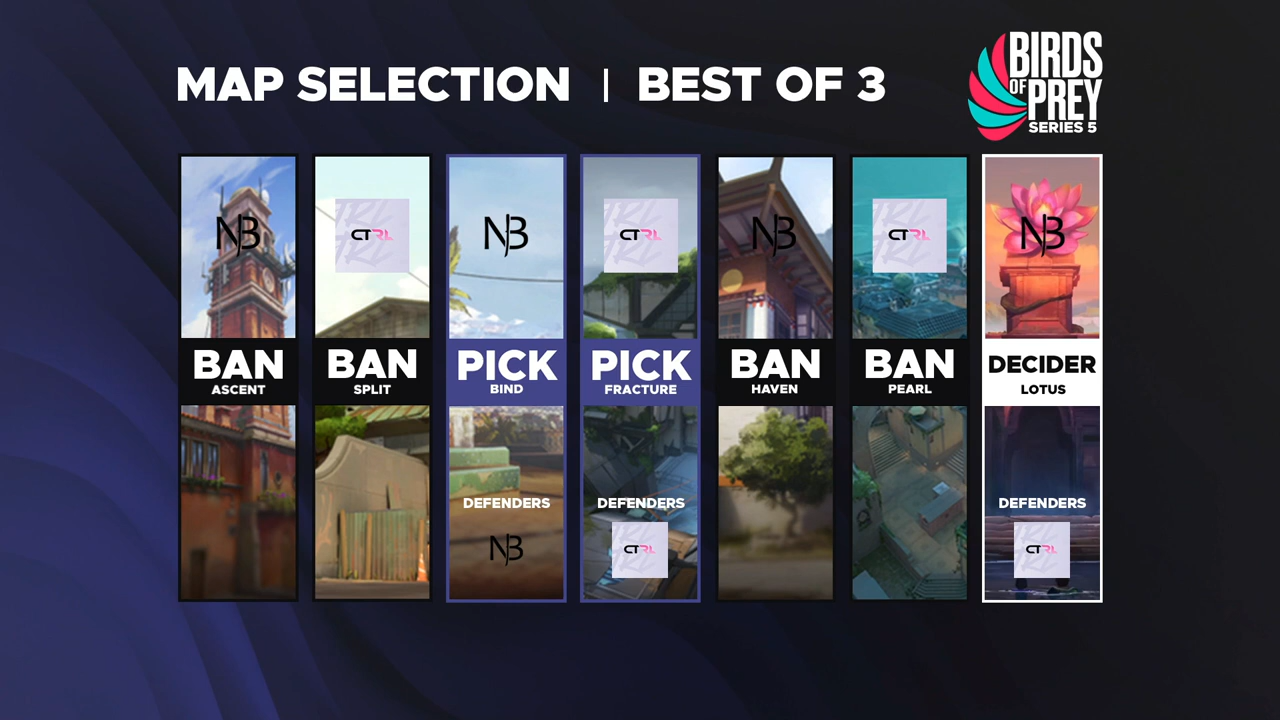 MAP SELECTION | BEST OF 3
BIRDS
OF PREY
SERIES 5
NB
BAN
ASCENT
CTRL
BAN
SPLIT
NB
PICK
BIND
DEFENDERS
NB
CTRL
PICK
FRACTURE
DEFENDERS
CTRL
NB
BAN
HAVEN
CTRL
BAN
PEARL
NB
DECIDER
LOTUS
DEFENDERS
CTRL